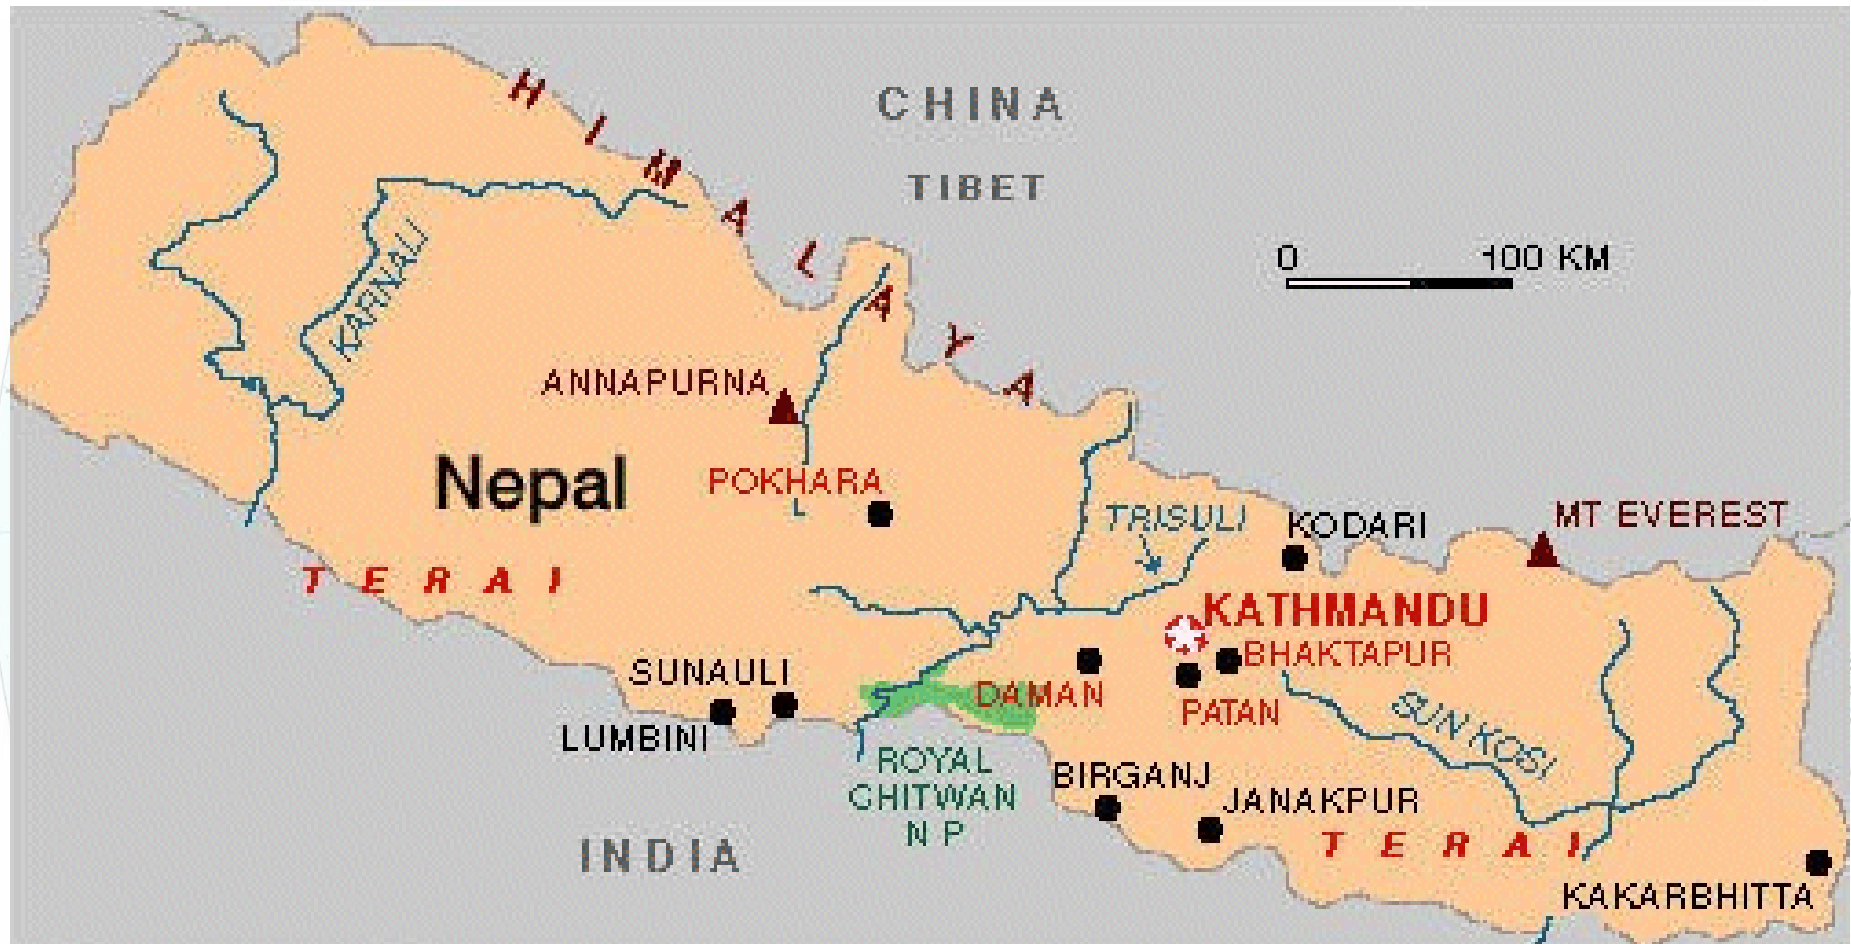 HIMALAYA
CHINA
TIBET
0 100 KM
KARNALI
ANNAPURNA
Nepal
POKHARA
TRISULI
KODARI
MT EVEREST
TERAI
KATHMANDU
BHAKTAPUR
SUNAULI
DAMAN
PATAN
SUN KOSI
LUMBINI
ROYAL
CHITWAN
N P
BIRGANJ
JANAKPUR
INDIA
TERAI
KAKARBHITTA